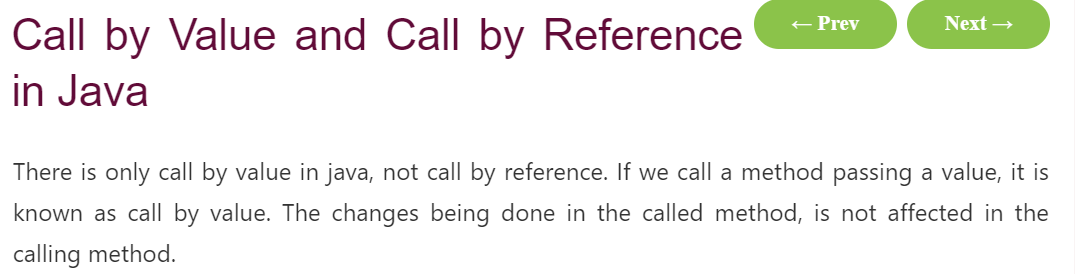 Call by Value and Call by Reference
in Java
← Prev
Next →
There is only call by value in java, not call by reference. If we call a method passing a value, it is
known as call by value. The changes being done in the called method, is not affected in the
calling method.